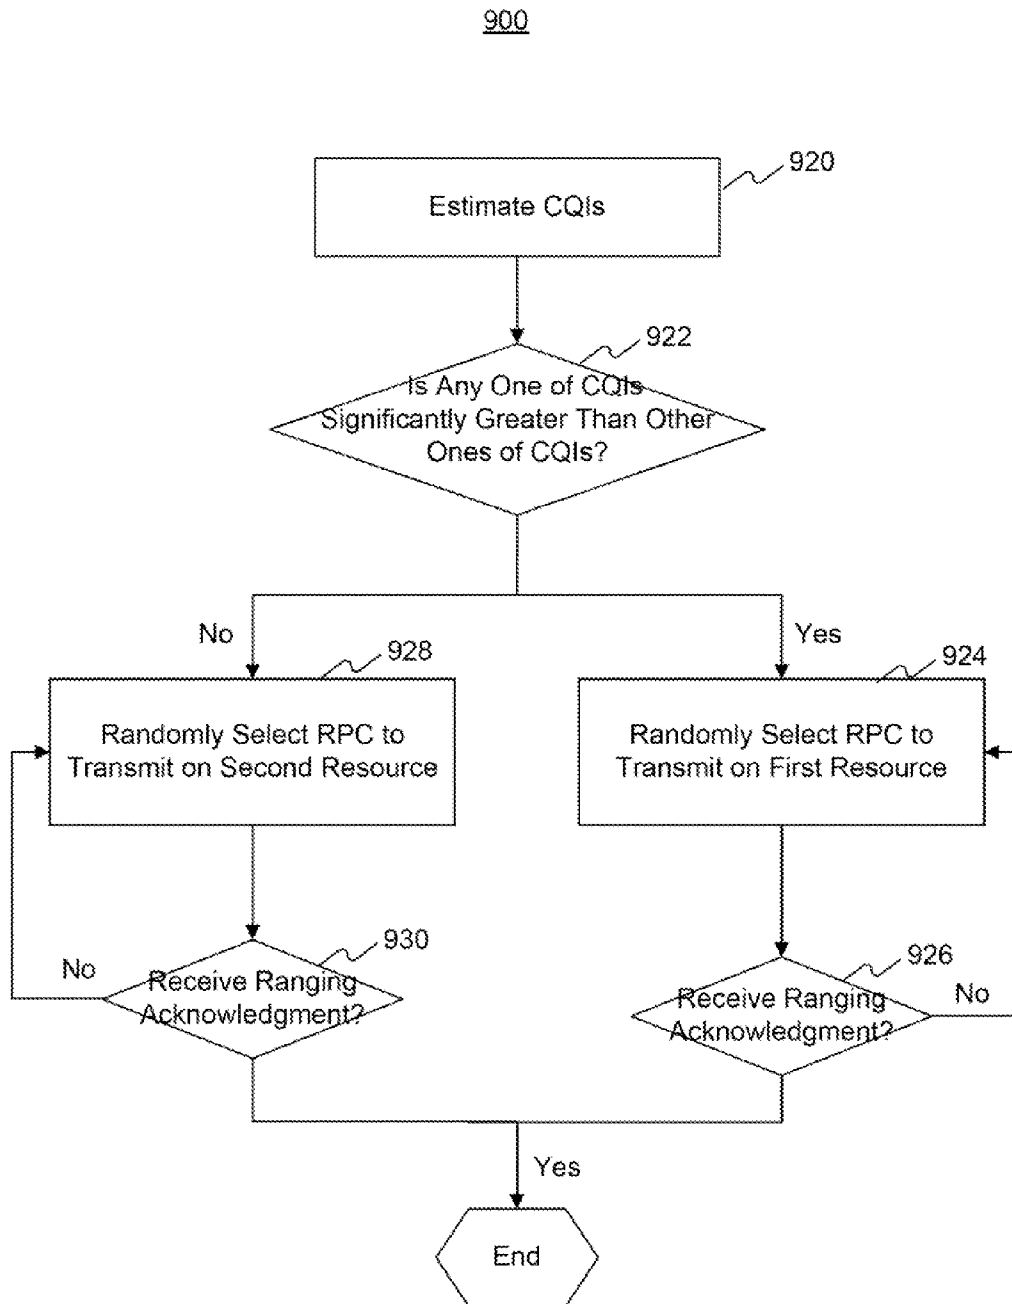 900
920
Estimate CQIs
922
Is Any One of CQIs
Significantly Greater Than Other
Ones of CQIs?
No
Yes
928
924
Randomly Select RPC to
Transmit on Second Resource
Randomly Select RPC to
Transmit on First Resource
930
926
No
Receive Ranging
Acknowledgment?
Receive Ranging
Acknowledgment?
No
Yes
End